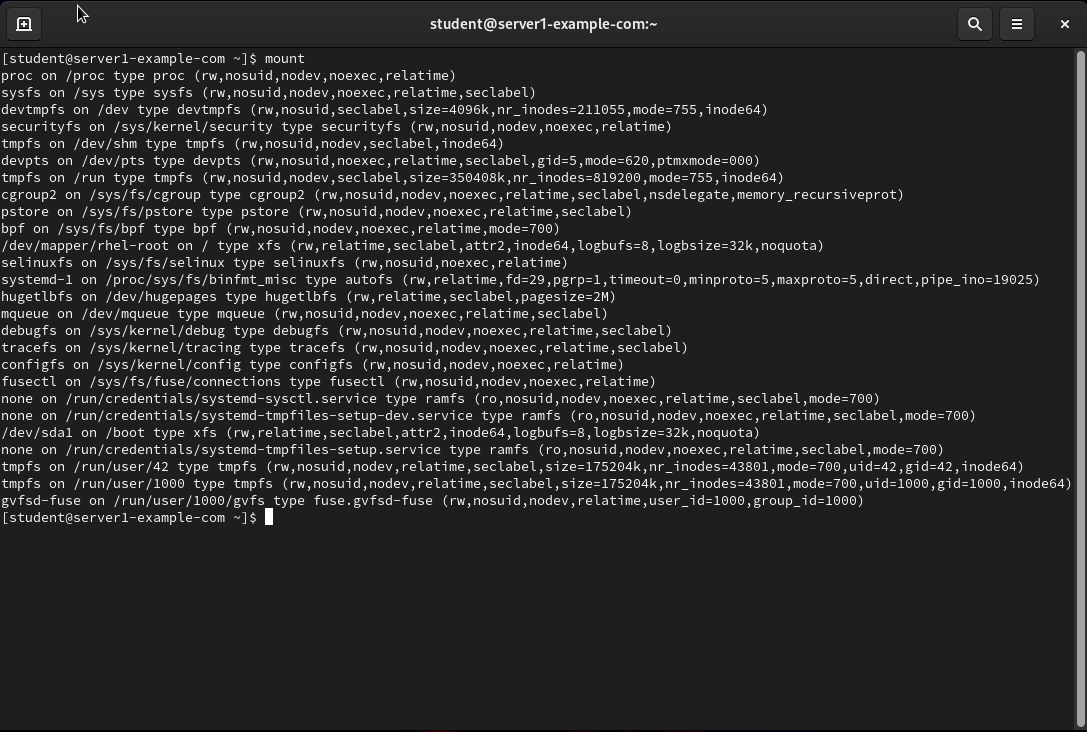 student@server1-example-com:~
[student@server1-example-com ~]$ mount
proc on /proc type proc (rw,nosuid,nodev,noexec,relatime)
sysfs on /sys type sysfs (rw,nosuid,nodev,noexec,relatime,seclabel)
devtmpfs on /dev type devtmpfs (rw,nosuid,seclabel,size=4096k,nr_inodes=211055,mode=755,inode64)
securityfs on /sys/kernel/security type securityfs (rw,nosuid,nodev,noexec,relatime)
tmpfs on /dev/shm type tmpfs (rw,nosuid,nodev,seclabel,inode64)
devpts on /dev/pts type devpts (rw,nosuid,noexec,relatime,seclabel,gid=5,mode=620,ptmxmode=000)
tmpfs on /run type tmpfs (rw,nosuid,nodev,seclabel,size=350408k,nr_inodes=819200,mode=755,inode64)
cgroup2 on /sys/fs/cgroup type cgroup2 (rw,nosuid,nodev,noexec,relatime,seclabel,nsdelegate,memory_recursiveprot)
pstore on /sys/fs/pstore type pstore (rw,nosuid,nodev,noexec,relatime,seclabel)
bpf on /sys/fs/bpf type bpf (rw,nosuid,nodev,noexec,relatime,mode=700)
/dev/mapper/rhel-root on / type xfs (rw,relatime,seclabel,attr2,inode64,logbufs=8,logbsize=32k,noquota)
selinuxfs on /sys/fs/selinux type selinuxfs (rw,nosuid,noexec,relatime)
systemd-1 on /proc/sys/fs/binfmt_misc type autofs (rw,relatime,fd=29,pgrp=1,timeout=0,minproto=5,maxproto=5,direct,pipe_ino=19025)
hugetlbfs on /dev/hugepages type hugetlbfs (rw,relatime,seclabel,pagesize=2M)
mqueue on /dev/mqueue type mqueue (rw,nosuid,nodev,noexec,relatime,seclabel)
debugfs on /sys/kernel/debug type debugfs (rw,nosuid,nodev,noexec,relatime,seclabel)
tracefs on /sys/kernel/tracing type tracefs (rw,nosuid,nodev,noexec,relatime,seclabel)
configfs on /sys/kernel/config type configfs (rw,nosuid,nodev,noexec,relatime)
fusectl on /sys/fs/fuse/connections type fusectl (rw,nosuid,nodev,noexec,relatime)
none on /run/credentials/systemd-sysctl.service type ramfs (ro,nosuid,nodev,noexec,relatime,seclabel,mode=700)
none on /run/credentials/systemd-tmpfiles-setup-dev.service type ramfs (ro,nosuid,nodev,noexec,relatime,seclabel,mode=700)
/dev/sda1 on /boot type xfs (rw,relatime,seclabel,attr2,inode64,logbufs=8,logbsize=32k,noquota)
none on /run/credentials/systemd-tmpfiles-setup.service type ramfs (ro,nosuid,nodev,noexec,relatime,seclabel,mode=700)
tmpfs on /run/user/42 type tmpfs (rw,nosuid,nodev,relatime,seclabel,size=175204k,nr_inodes=43801,mode=700,uid=42,gid=42,inode64)
tmpfs on /run/user/1000 type tmpfs (rw,nosuid,nodev,relatime,seclabel,size=175204k,nr_inodes=43801,mode=700,uid=1000,gid=1000,inode64)
gvfsd-fuse on /run/user/1000/gvfs type fuse.gvfsd-fuse (rw,nosuid,nodev,relatime,user_id=1000,group_id=1000)
[student@server1-example-com ~]$